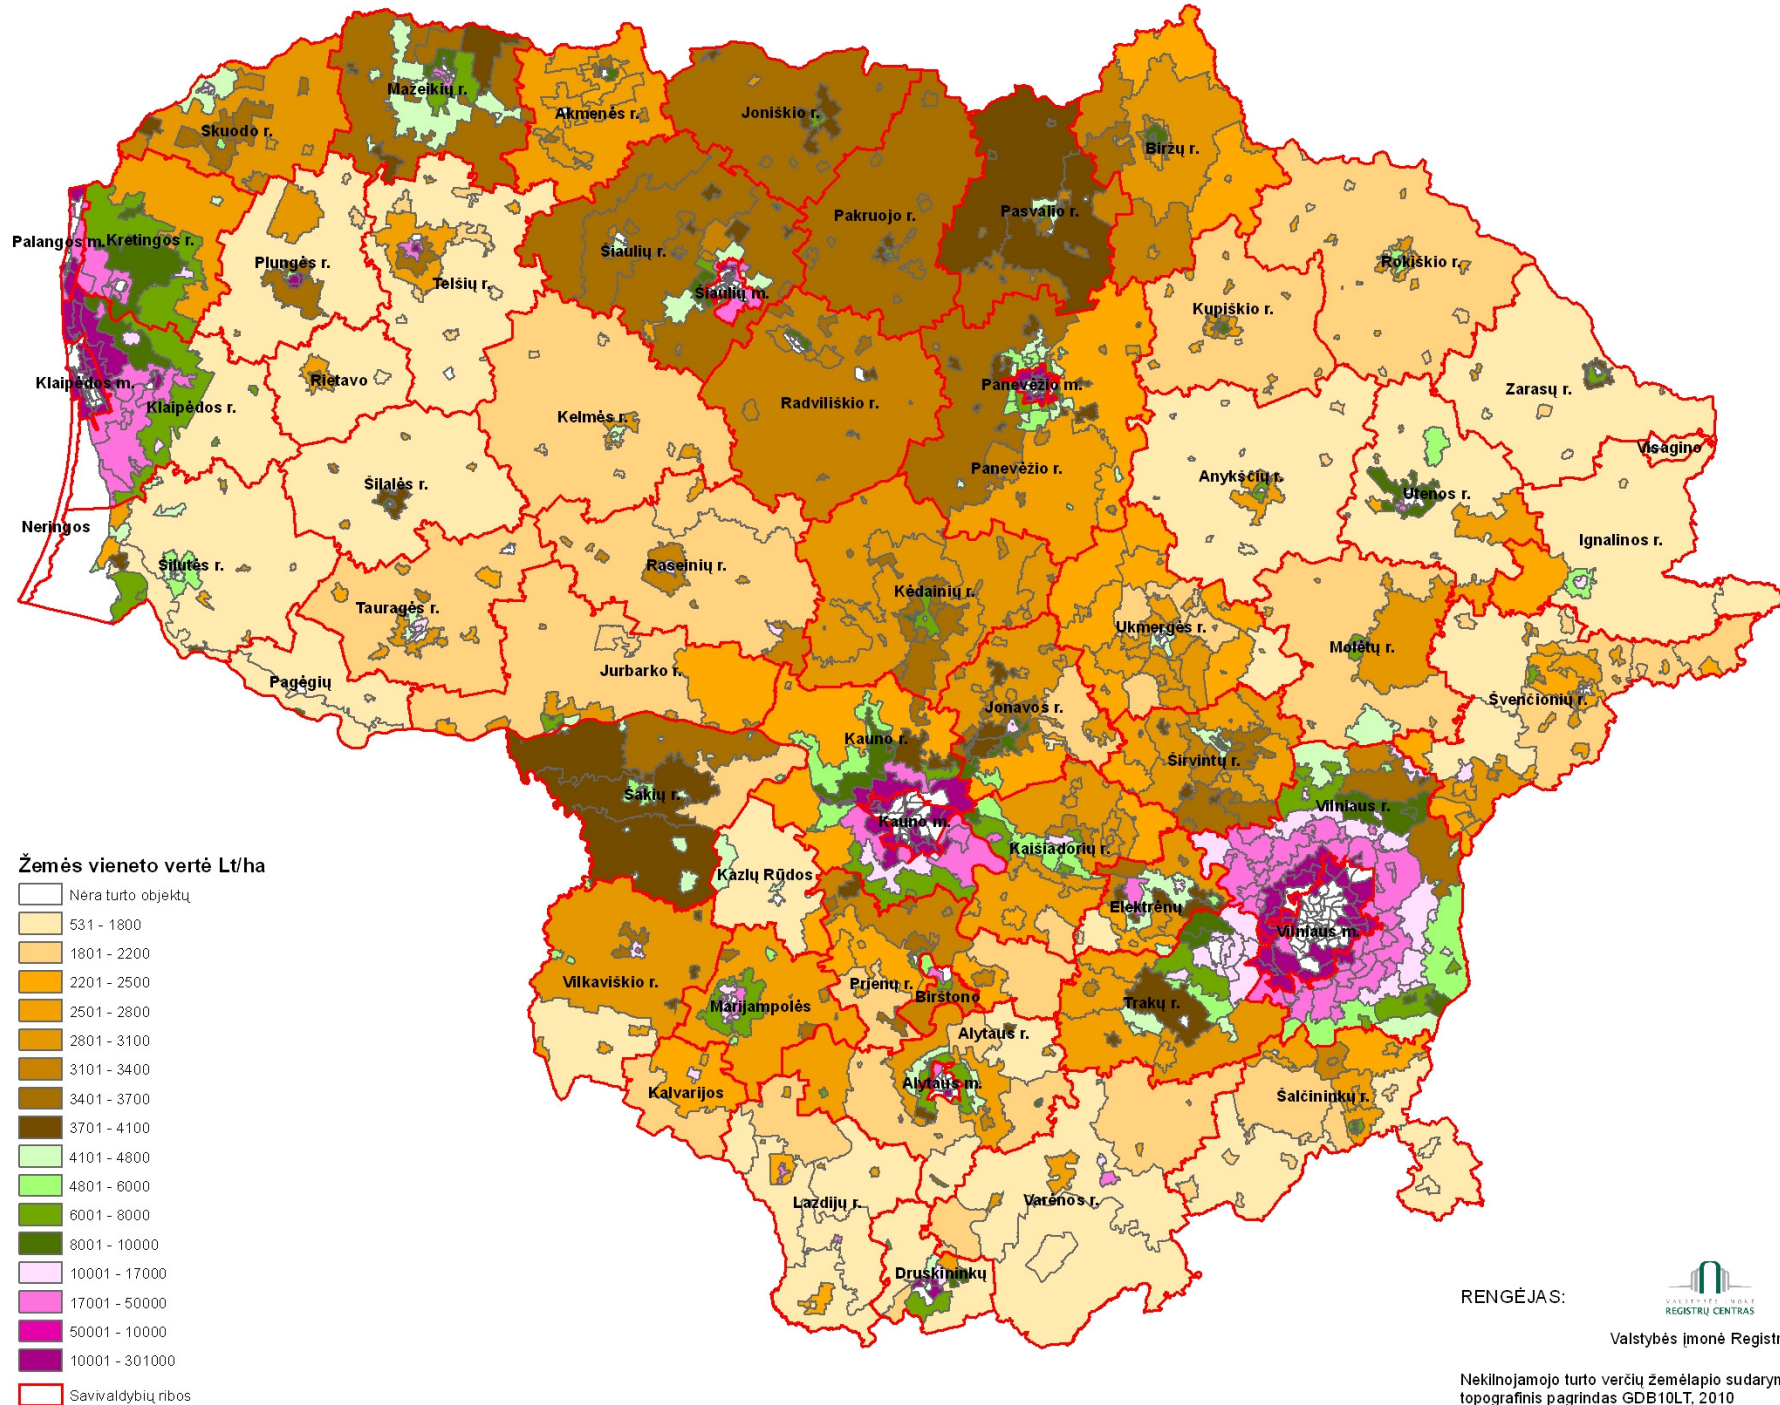 Mažeikių r.
Akmenės r.
Joniškio r.
Skuodo r.
Biržų r.
Pasvalio r.
Pakruojo r.
Palangos m.
Kretingos r.
Plungės r.
Telšių r.
Šiaulių r.
Šiaulių m.
Rokiškio r.
Kupiškio r.
Klaipėdos m.
Klaipėdos r.
Rietavo
Kelmės r.
Radviliškio r.
Panevėžio m.
Zarasų r.
Visagino
Panevėžio r.
Šilalės r.
Anykščių r.
Utenos r.
Neringos
Ignalinos r.
Šilutės r.
Raseinių r.
Kėdainių r.
Tauragės r.
Ukmergės r.
Molėtų r.
Pagėgių
Jurbarko r.
Jonavos r.
Švenčionių r.
Kauno r.
Širvintų r.
Šakių r.
Vilniaus r.
Kauno m.
Kaišiadorių r.
Kazlų Rūdos
Elektrėnų
Vilniaus m.
Vilkaviškio r.
Prienų r.
Birštono
Marijampolės
Trakų r.
Alytaus r.
Alytaus m.
Kalvarijos
Šalčininkų r.
Lazdijų r.
Varėnos r.
Druskininkų
Žemės vieneto vertė Lt/ha
Nėra turto objektų
531 - 1800
1801 - 2200
2201 - 2500
2501 - 2800
2801 - 3100
3101 - 3400
3401 - 3700
3701 - 4100
4101 - 4800
4801 - 6000
6001 - 8000
8001 - 10000
10001 - 17000
17001 - 50000
50001 - 10000
10001 - 301000
Savivaldybių ribos
RENGĖJAS:
VALSTYBĖS ĮMONĖ
REGISTRŲ CENTRAS
Valstybės įmonė Registr
Nekilnojamojo turto verčių žemėlapio sudarym
topografinis pagrindas GDB10LT, 2010